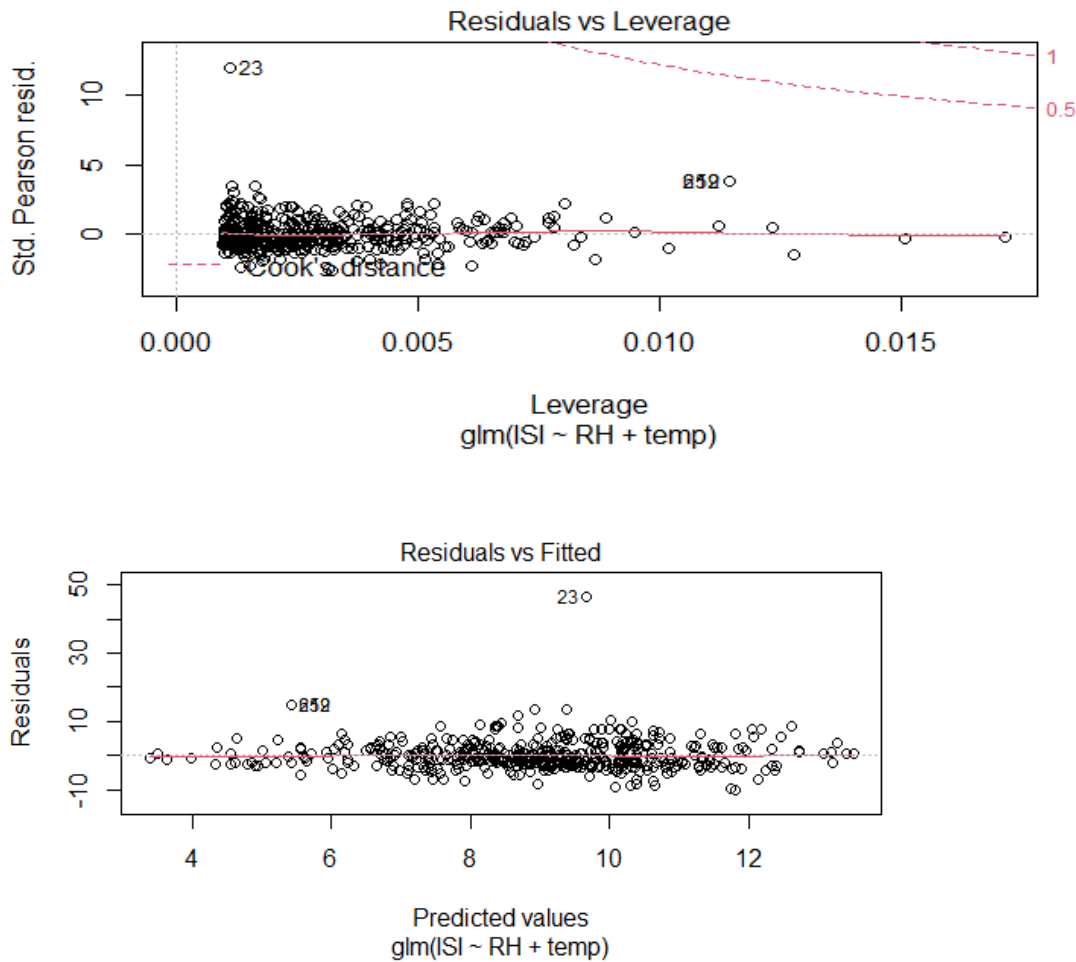 Residuals vs Leverage
Std. Pearson resid.
10
5
0
23
1
0.5
Cook's distance
0.000 0.005 0.010 0.015
Leverage
glm(ISI ~ RH + temp)
Residuals vs Fitted
Residuals
50
30
10
-10
23
4 6 8 10 12
Predicted values
glm(ISI ~ RH + temp)